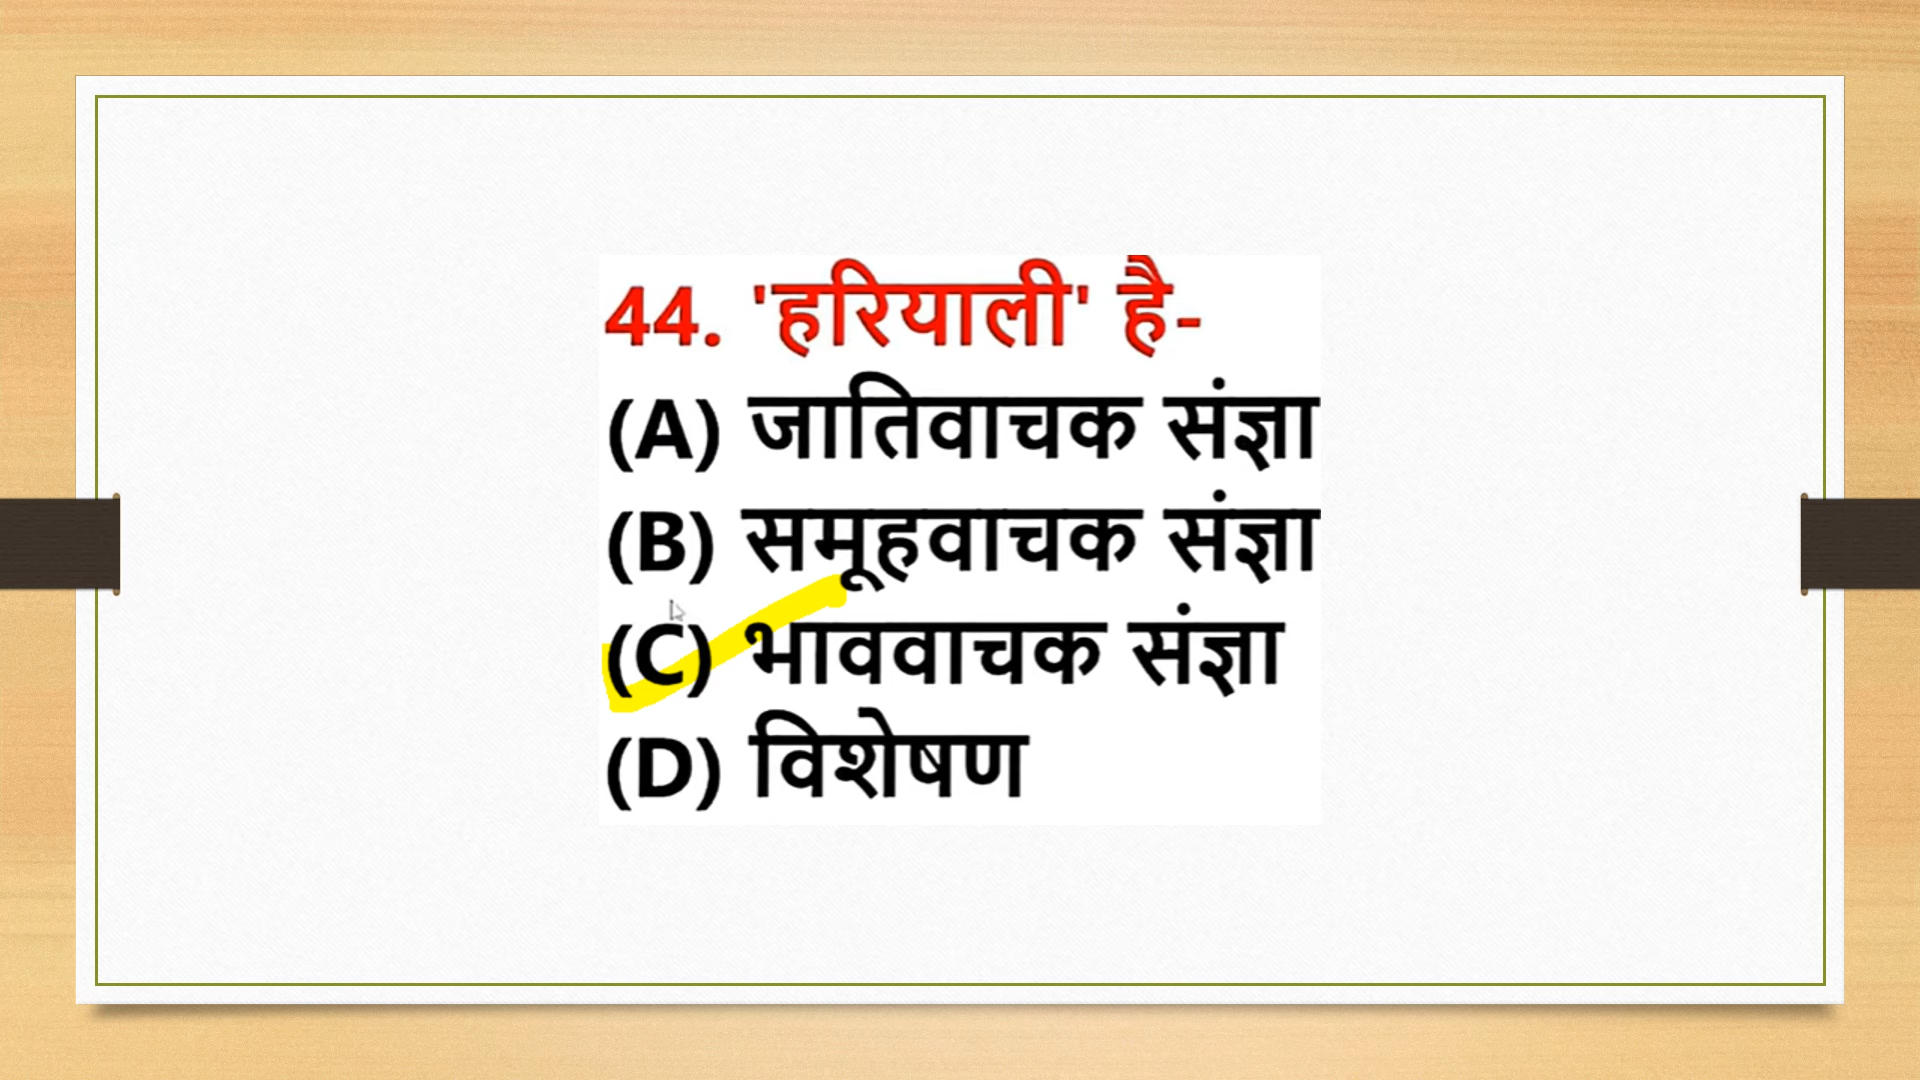 44. 'हरियाली' है-
(A) जातिवाचक संज्ञा
(B) समूहवाचक संज्ञा
(C) भाववाचक संज्ञा
(D) विशेषण